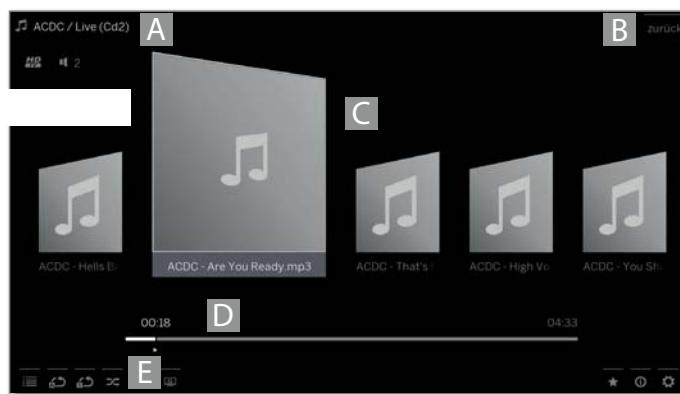 ACDC / Live (Cd2)
A
B
zurück
2
C
ACDC - Hells B
ACDC - Are You Ready.mp3
ACDC - That's
ACDC - High Vo
ACDC - You Sh
00:18
D
04:33
E